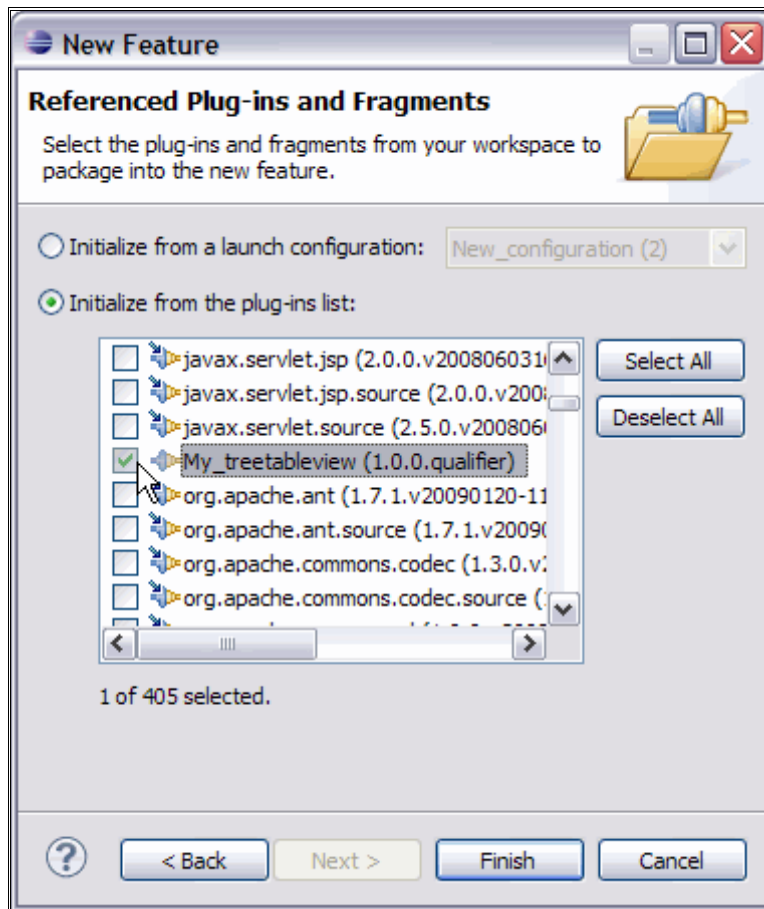 New Feature
Referenced Plug-ins and Fragments
Select the plug-ins and fragments from your workspace to
package into the new feature.
Initialize from a launch configuration: New_configuration (2)
Initialize from the plug-ins list:
javax.servlet.jsp (2.0.0.v200806031
javax.servlet.jsp.source (2.0.0.v200
javax.servlet.source (2.5.0.v200806
My_treetableview (1.0.0.qualifier)
org.apache.ant (1.7.1.v20090120-11
org.apache.ant.source (1.7.1.v20090
org.apache.commons.codec (1.3.0.v
org.apache.commons.codec.source (
Select All
Deselect All
1 of 405 selected.
?
< Back
Next >
Finish
Cancel